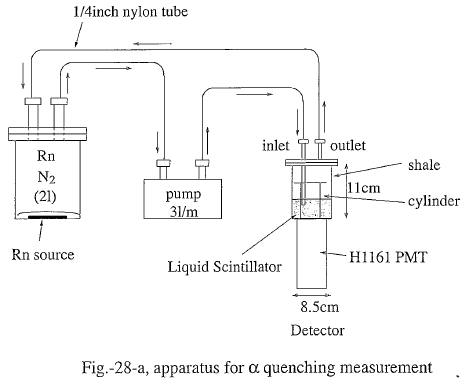 1/4inch nylon tube
inlet
outlet
Rn
N2
(2l)
pump
3l/m
shale
11cm
cylinder
Rn source
Liquid Scintillator
H1161 PMT
8.5cm
Detector
Fig.-28-a, apparatus for α quenching measurement